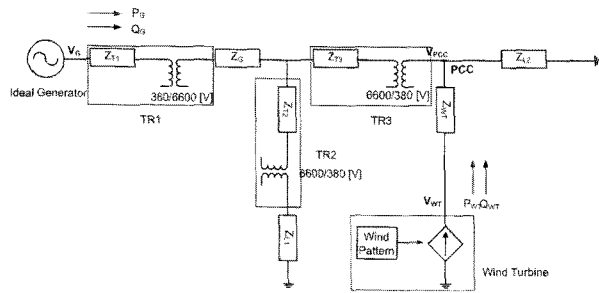 P_G
Q_G
V_G
Z_T1
Z_G
Z_T3
V_PCC
PCC
Z_L2
Ideal Generator
360/6600 [V]
6600/380 [V]
TR1
TR3
Z_T2
Z_WT
TR2
6600/380 [V]
V_WT
P_WT Q_WT
Z_L1
Wind
Pattern
Wind Turbine